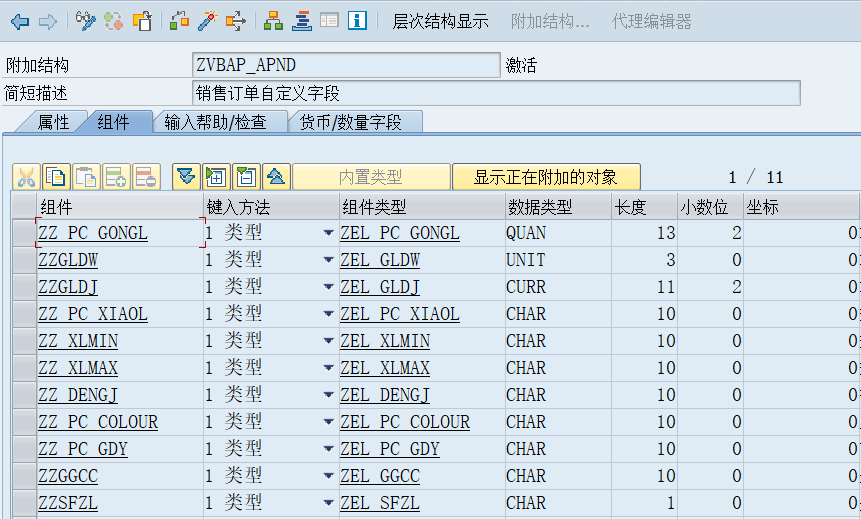 层次结构显示 附加结构... 代理编辑器
附加结构 ZVBAP_APND 激活
简短描述 销售订单自定义字段
属性 组件 输入帮助/检查 货币/数量字段
内置类型 显示正在附加的对象 1 / 11
组件 键入方法 组件类型 数据类型 长度 小数位 坐标
ZZ_PC_GONGL 1 类型 ZEL_PC_GONGL QUAN 13 2 0
ZZGLDW 1 类型 ZEL_GLDW UNIT 3 0 0
ZZGLDJ 1 类型 ZEL_GLDJ CURR 11 2 0
ZZ_PC_XIAOL 1 类型 ZEL_PC_XIAOL CHAR 10 0 0
ZZ_XLMIN 1 类型 ZEL_XLMIN CHAR 10 0 0
ZZ_XLMAX 1 类型 ZEL_XLMAX CHAR 10 0 0
ZZ_DENGJ 1 类型 ZEL_DENGJ CHAR 10 0 0
ZZ_PC_COLOUR 1 类型 ZEL_PC_COLOUR CHAR 10 0 0
ZZ_PC_GDY 1 类型 ZEL_PC_GDY CHAR 10 0 0
ZZGGCC 1 类型 ZEL_GGCC CHAR 10 0 0
ZZSFZL 1 类型 ZEL_SFZL CHAR 1 0 0